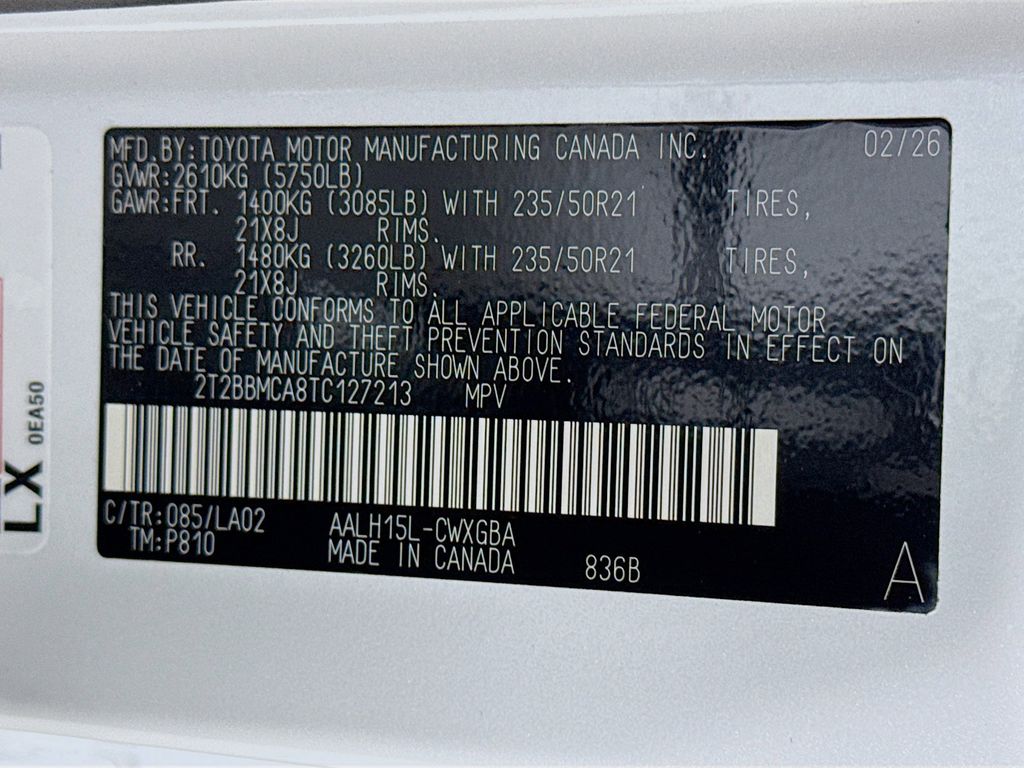 MFD.BY:TOYOTA MOTOR MANUFACTURING CANADA INC. 02/26
GVWR:2610KG (5750LB)
GAWR:FRT. 1400KG (3085LB) WITH 235/50R21 TIRES,
21X8J RIMS.
RR. 1480KG (3260LB) WITH 235/50R21 TIRES,
21X8J RIMS.
THIS VEHICLE CONFORMS TO ALL APPLICABLE FEDERAL MOTOR
VEHICLE SAFETY AND THEFT PREVENTION STANDARDS IN EFFECT ON
THE DATE OF MANUFACTURE SHOWN ABOVE.
2T2BBMCA8TC127213 MPV
C/TR:085/LA02 AALH15L-CWXGBA
TM:P810 MADE IN CANADA 836B A
LX 0EA50